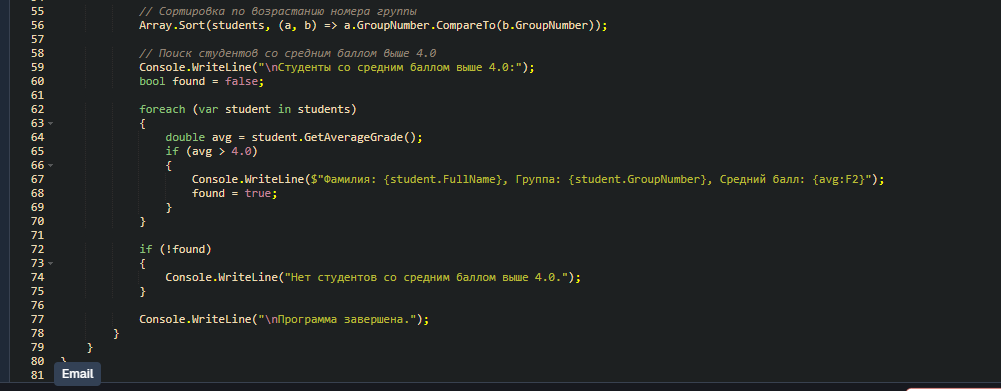 55 // Сортировка по возрастанию номера группы
56 Array.Sort(students, (a, b) => a.GroupNumber.CompareTo(b.GroupNumber));
57
58 // Поиск студентов со средним баллом выше 4.0
59 Console.WriteLine("\nСтуденты со средним баллом выше 4.0:");
60 bool found = false;
61
62 foreach (var student in students)
63 {
64 double avg = student.GetAverageGrade();
65 if (avg > 4.0)
66 {
67 Console.WriteLine($"Фамилия: {student.FullName}, Группа: {student.GroupNumber}, Средний балл: {avg:F2}");
68 found = true;
69 }
70 }
71
72 if (!found)
73 {
74 Console.WriteLine("Нет студентов со средним баллом выше 4.0.");
75 }
76
77 Console.WriteLine("\nПрограмма завершена.");
78 }
79 }
80 }
81
Email